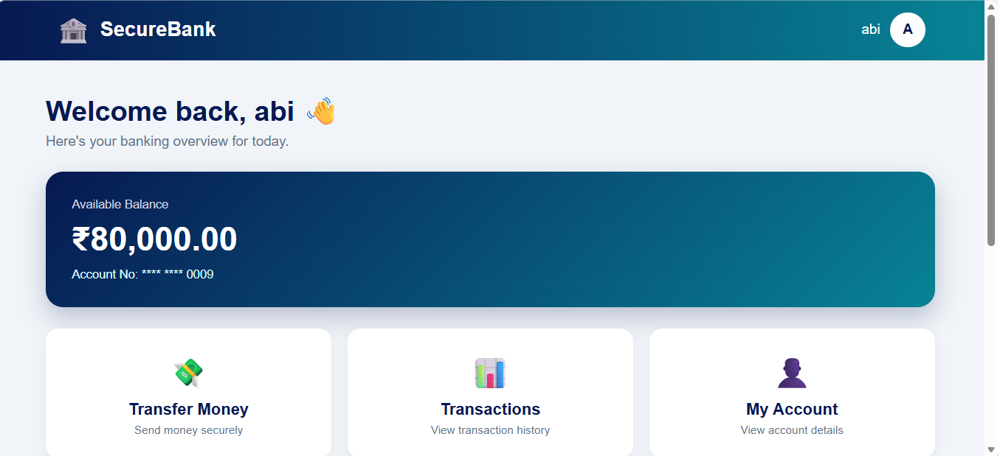 SecureBank
abi
A
Welcome back, abi 👋
Here's your banking overview for today.
Available Balance
₹80,000.00
Account No: **** **** 0009
Transfer Money
Send money securely
Transactions
View transaction history
My Account
View account details